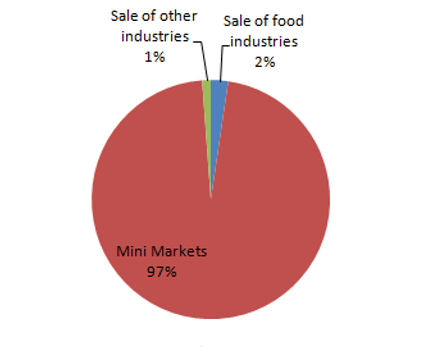 Sale of other
industries
1%
Sale of food
industries
2%
Mini Markets
97%